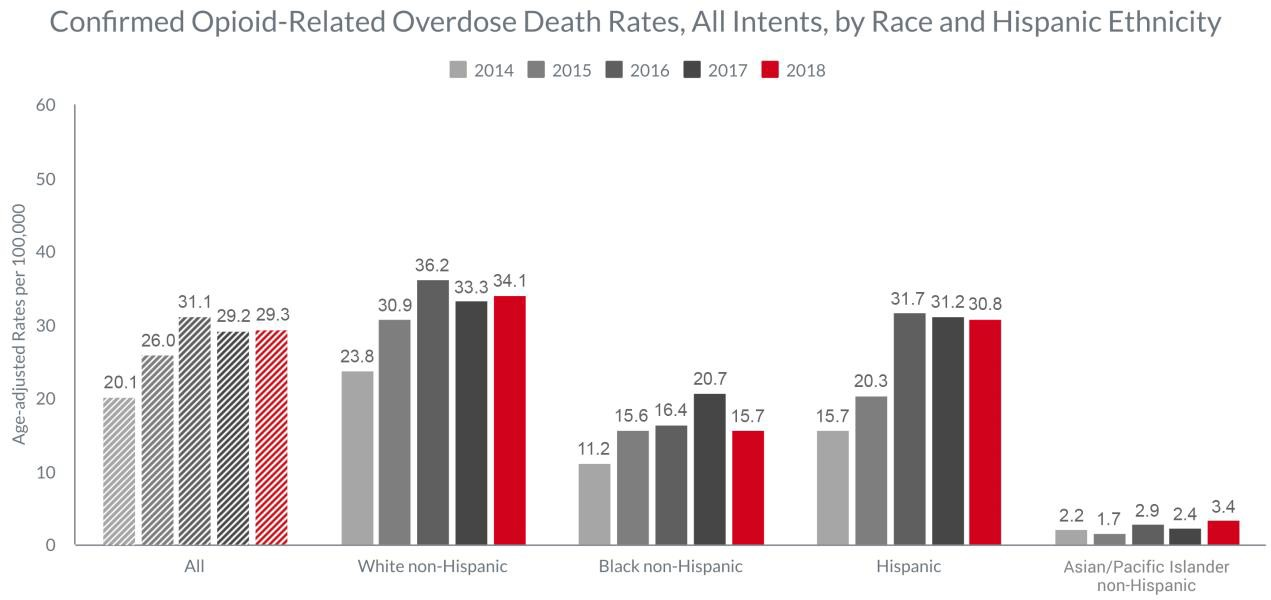 Confirmed Opioid-Related Overdose Death Rates, All Intents, by Race and Hispanic Ethnicity
2014 2015 2016 2017 2018
Age-adjusted Rates per 100,000
60
50
40
30
20
10
0
20.1 26.0 31.1 29.2 29.3
23.8 30.9 36.2 33.3 34.1
11.2 15.6 16.4 20.7 15.7
15.7 20.3 31.7 31.2 30.8
2.2 1.7 2.9 2.4 3.4
All
White non-Hispanic
Black non-Hispanic
Hispanic
Asian/Pacific Islander
non-Hispanic